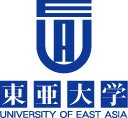 東亜大学
UNIVERSITY OF EAST ASIA